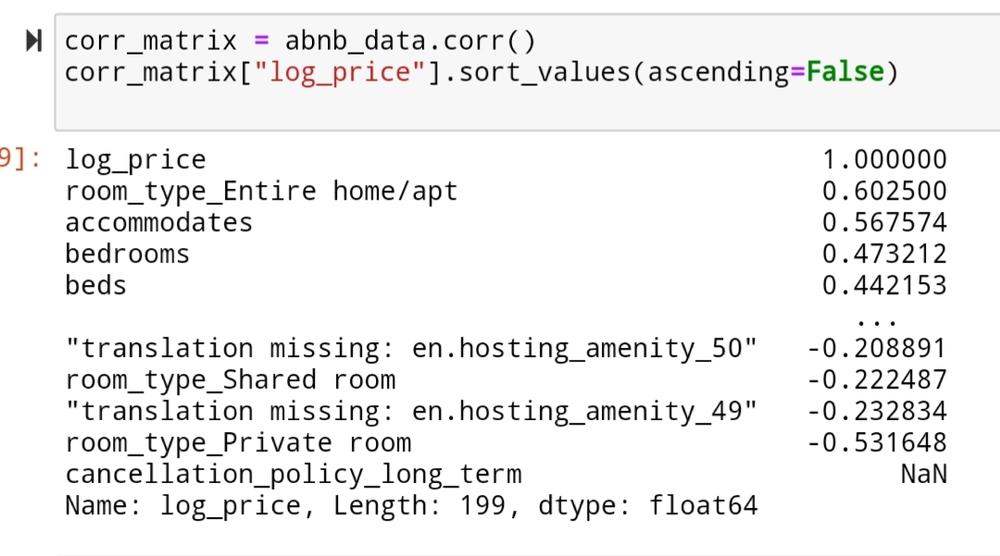 corr_matrix = abnb_data.corr()
corr_matrix["log_price"].sort_values(ascending=False)
9]: log_price 1.000000
room_type_Entire home/apt 0.602500
accommodates 0.567574
bedrooms 0.473212
beds 0.442153
...
"translation missing: en.hosting_amenity_50" -0.208891
room_type_Shared room -0.222487
"translation missing: en.hosting_amenity_49" -0.232834
room_type_Private room -0.531648
cancellation_policy_long_term NaN
Name: log_price, Length: 199, dtype: float64